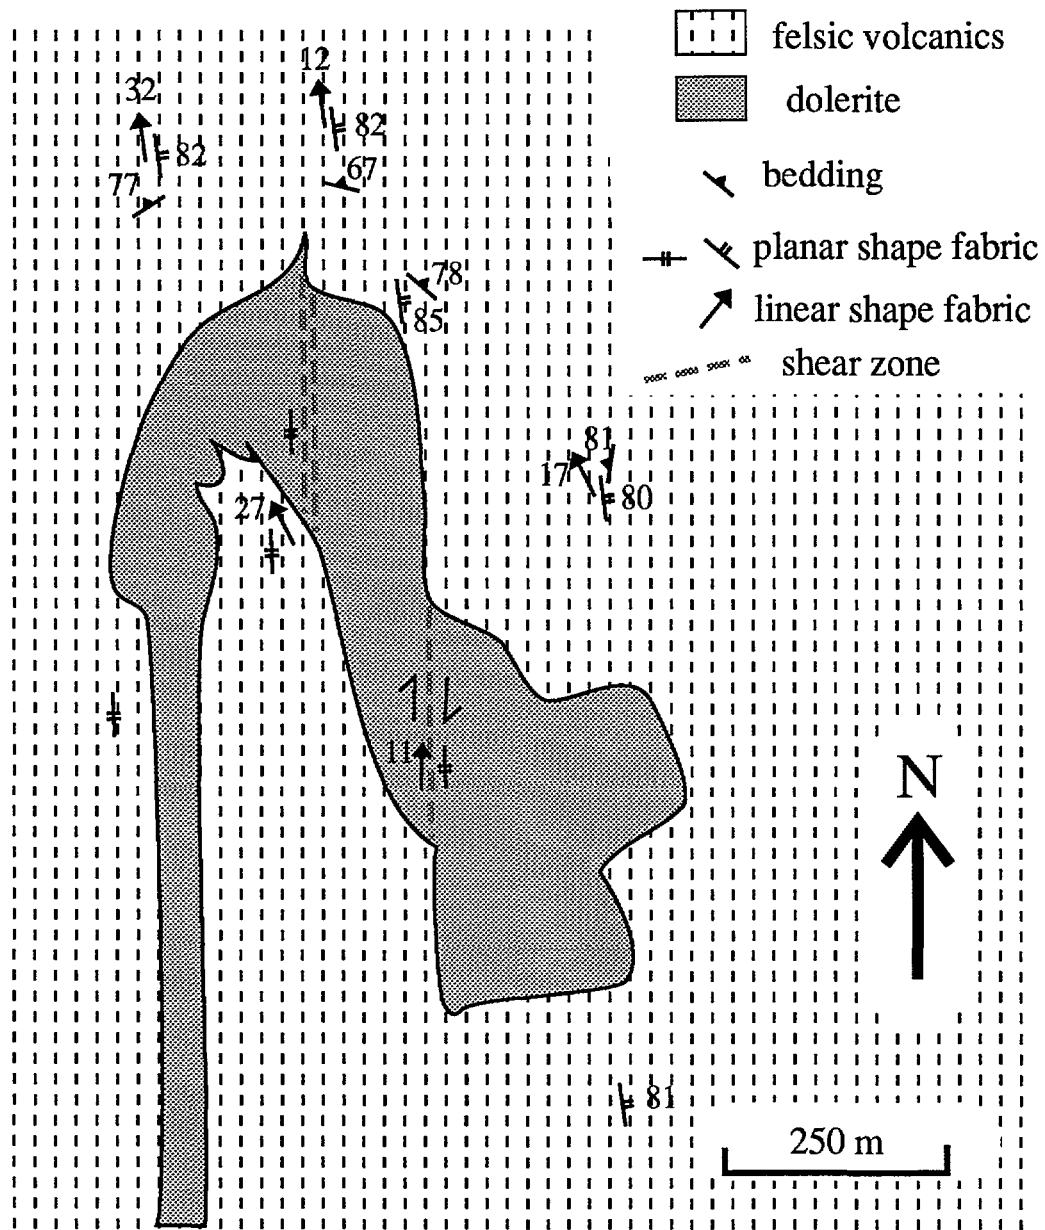 felsic volcanics
dolerite
bedding
planar shape fabric
linear shape fabric
shear zone
12
32
82
82
67
77
78
85
81
17
80
27
11
N
81
250 m